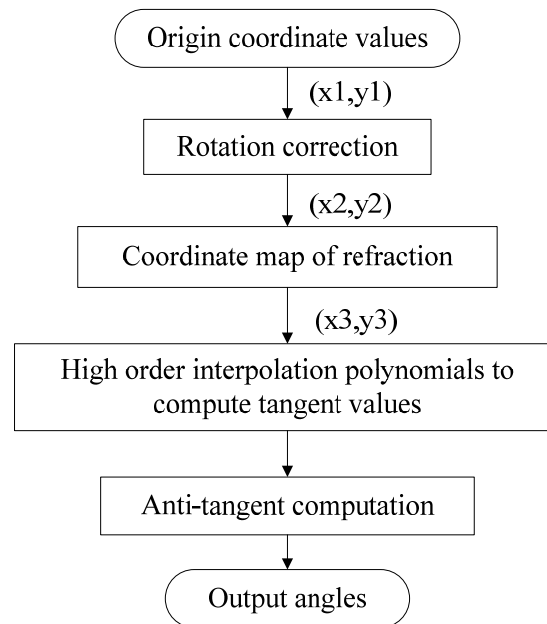 Origin coordinate values
(x1,y1)
Rotation correction
(x2,y2)
Coordinate map of refraction
(x3,y3)
High order interpolation polynomials to
compute tangent values
Anti-tangent computation
Output angles